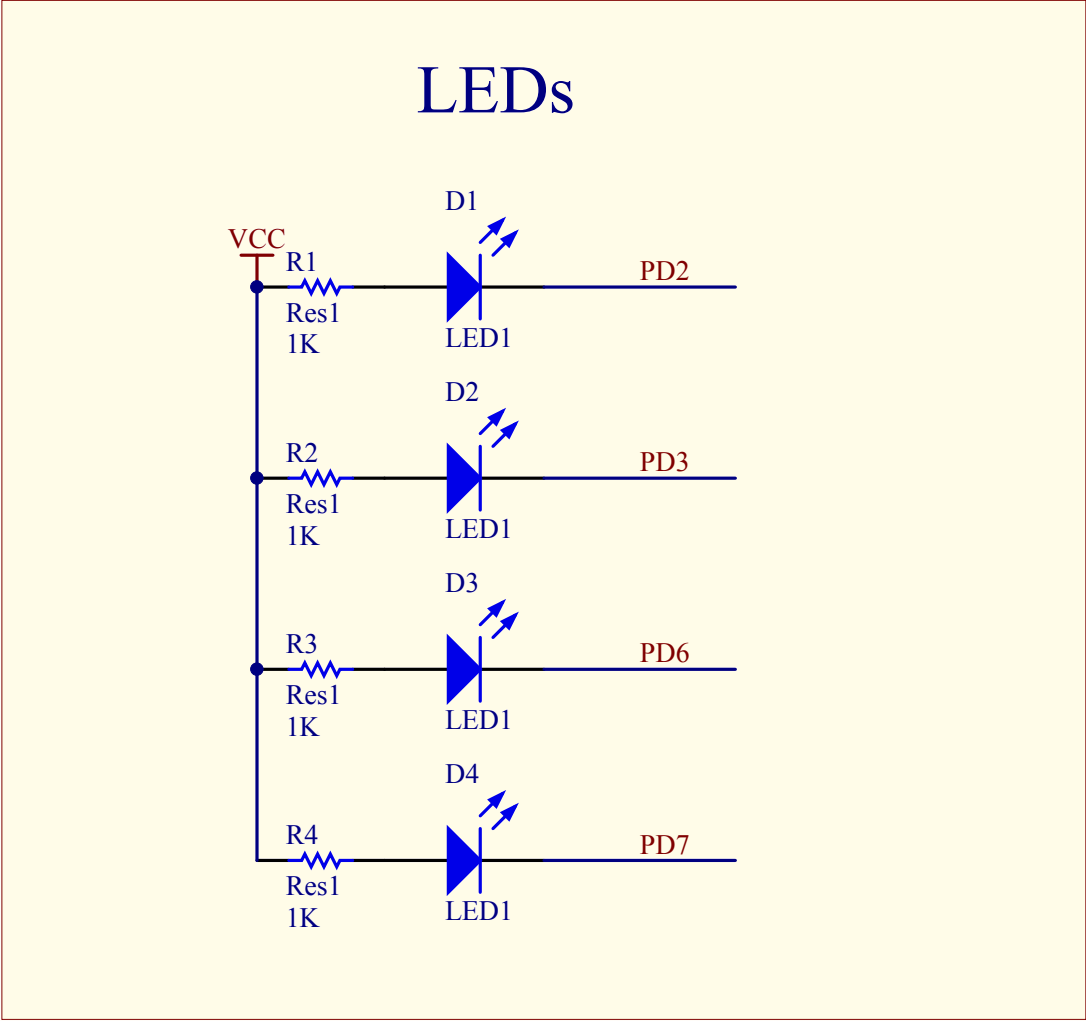 LEDs
D1
VCC
R1
PD2
Res1
LED1
1K
D2
R2
PD3
Res1
LED1
1K
D3
R3
PD6
Res1
LED1
1K
D4
R4
PD7
Res1
LED1
1K